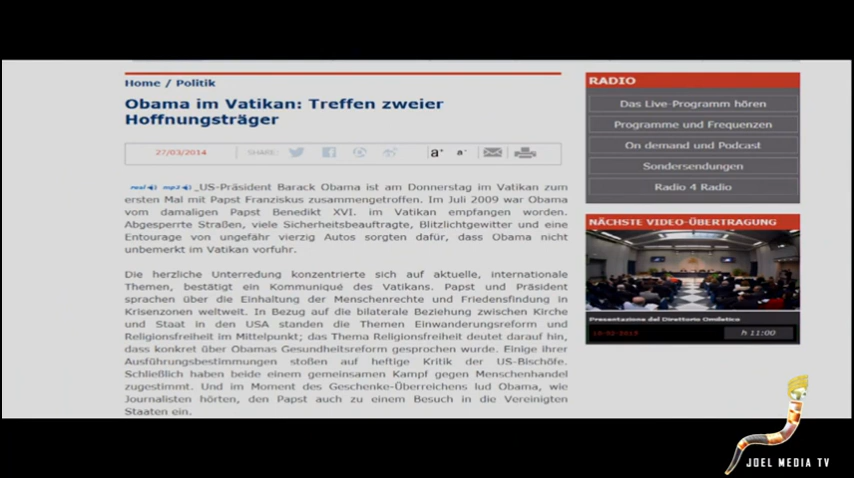 Home / Politik
Obama im Vatikan: Treffen zweier
Hoffnungsträger
27/03/2014 SHARE: a+ a-
real mp3 _US-Präsident Barack Obama ist am Donnerstag im Vatikan zum
ersten Mal mit Papst Franziskus zusammengetroffen. Im Juli 2009 war Obama
vom damaligen Papst Benedikt XVI. im Vatikan empfangen worden.
Abgesperrte Straßen, viele Sicherheitsbeauftragte, Blitzlichtgewitter und eine
Entourage von ungefähr vierzig Autos sorgten dafür, dass Obama nicht
unbemerkt im Vatikan vorfuhr.
Die herzliche Unterredung konzentrierte sich auf aktuelle, internationale
Themen, bestätigt ein Kommuniqué des Vatikans. Papst und Präsident
sprachen über die Einhaltung der Menschenrechte und Friedensfindung in
Krisenzonen weltweit. In Bezug auf die bilaterale Beziehung zwischen Kirche
und Staat in den USA standen die Themen Einwanderungsreform und
Religionsfreiheit im Mittelpunkt; das Thema Religionsfreiheit deutet darauf hin,
dass konkret über Obamas Gesundheitsreform gesprochen wurde. Einige ihrer
Ausführungsbestimmungen stoßen auf heftige Kritik der US-Bischöfe.
Schließlich haben beide einem gemeinsamen Kampf gegen Menschenhandel
zugestimmt. Und im Moment des Geschenke-Überreichens lud Obama, wie
Journalisten hörten, den Papst auch zu einem Besuch in die Vereinigten
Staaten ein.
RADIO
Das Live-Programm hören
Programme und Frequenzen
On demand und Podcast
Sondersendungen
Radio 4 Radio
NÄCHSTE VIDEO-ÜBERTRAGUNG
Presentazione del Direttorio Omiletico
h 11:00
JOEL MEDIA TV